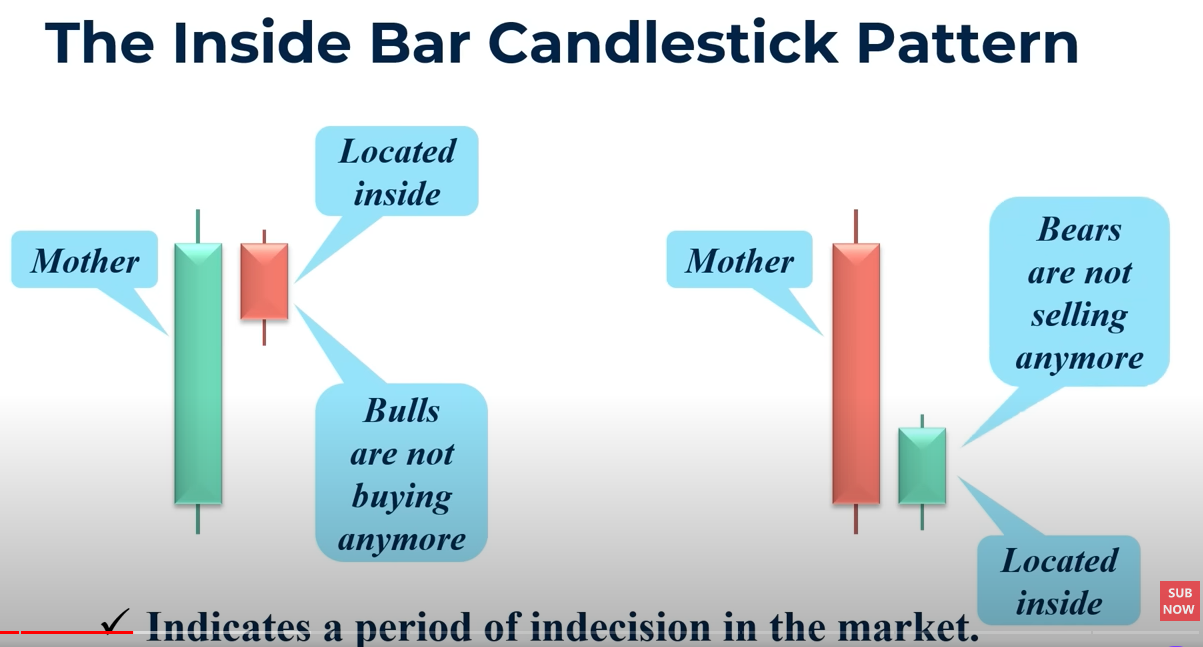 The Inside Bar Candlestick Pattern
Located
inside
Mother
Bulls
are not
buying
anymore
Mother
Bears
are not
selling
anymore
Located
inside
SUB
NOW
✓ Indicates a period of indecision in the market.